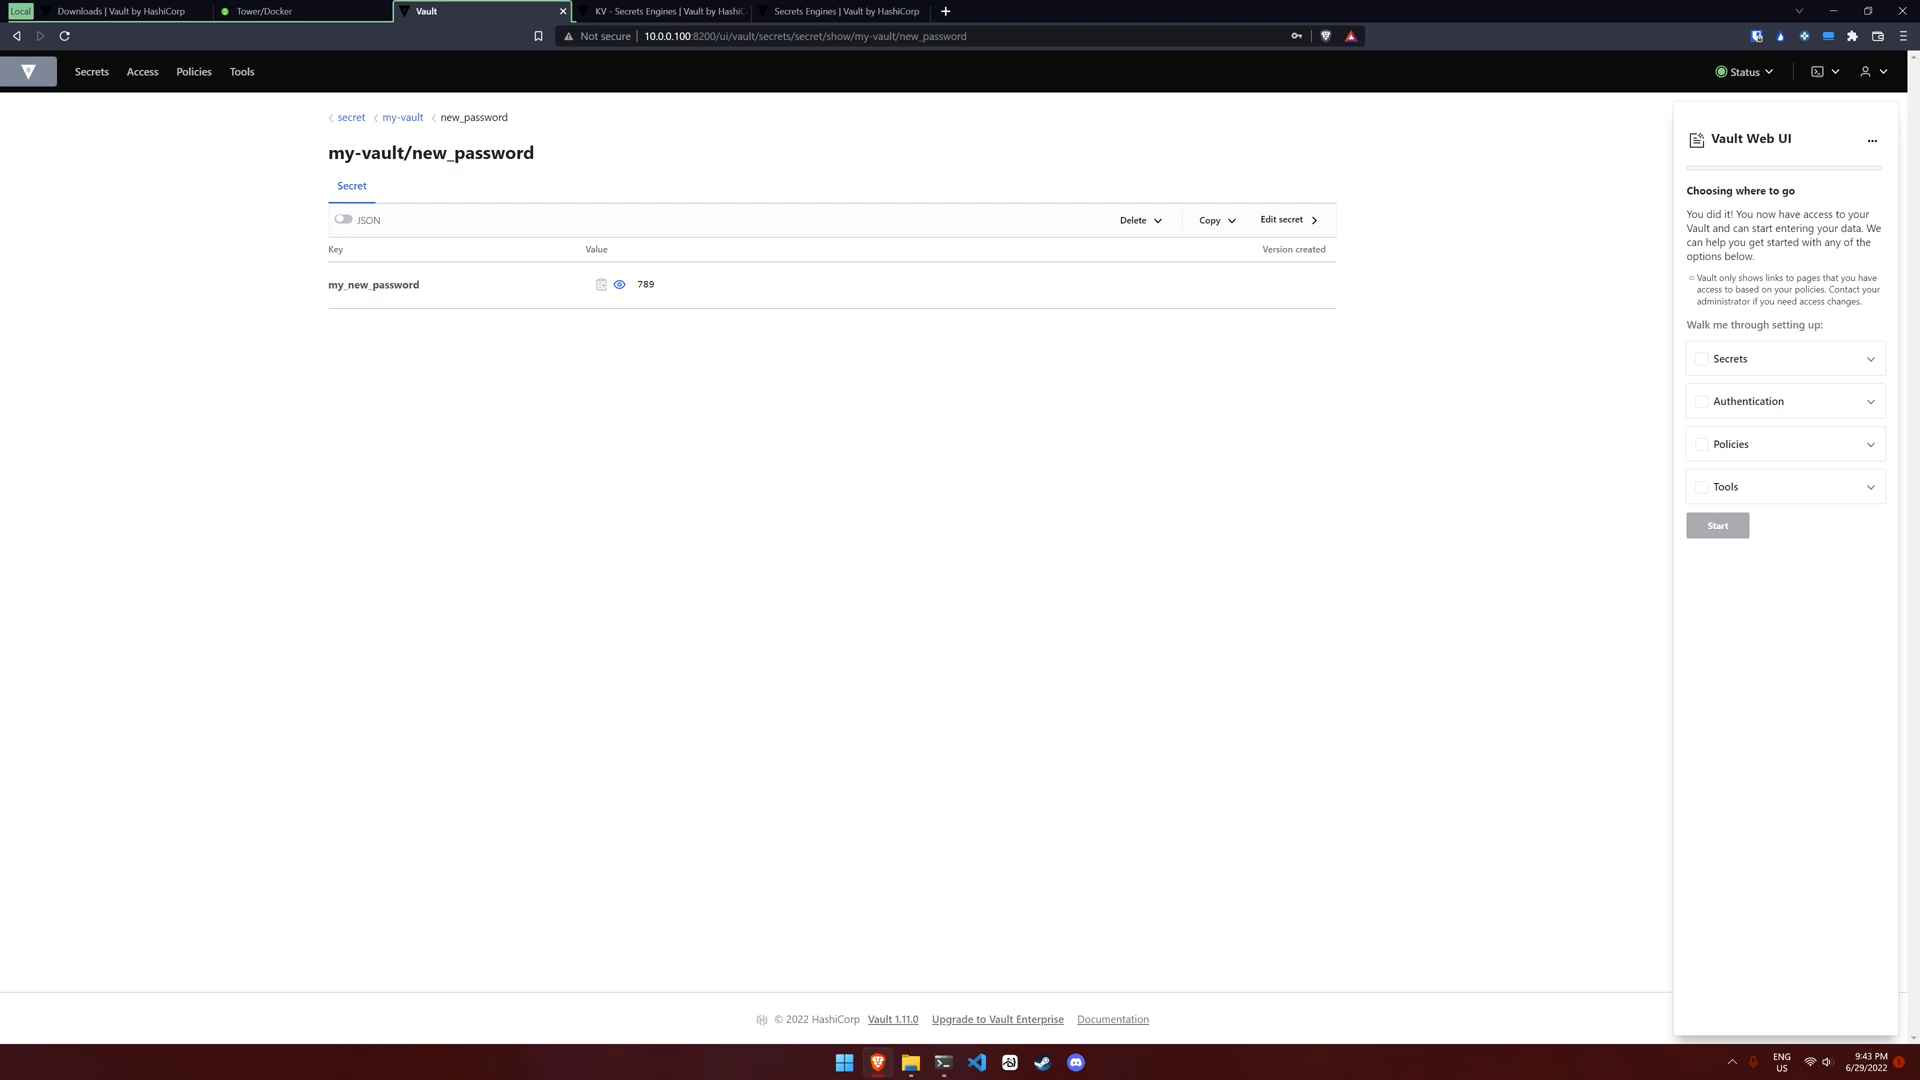 Local
Downloads | Vault by HashiCorp
Tower/Docker
Vault
KV - Secrets Engines | Vault by HashiC
Secrets Engines | Vault by HashiCorp
Not secure
10.0.0.100:8200/ui/vault/secrets/secret/show/my-vault/new_password
Secrets
Access
Policies
Tools
Status
secret
my-vault
new_password
my-vault/new_password
Secret
JSON
Delete
Copy
Edit secret
Key
Value
Version created
my_new_password
789
Vault Web UI
Choosing where to go
You did it! You now have access to your
Vault and can start entering your data. We
can help you get started with any of the
options below.
Vault only shows links to pages that you have
access to based on your policies. Contact your
administrator if you need access changes.
Walk me through setting up:
Secrets
Authentication
Policies
Tools
Start
© 2022 HashiCorp
Vault 1.11.0
Upgrade to Vault Enterprise
Documentation
ENG
US
9:43 PM
6/29/2022
1